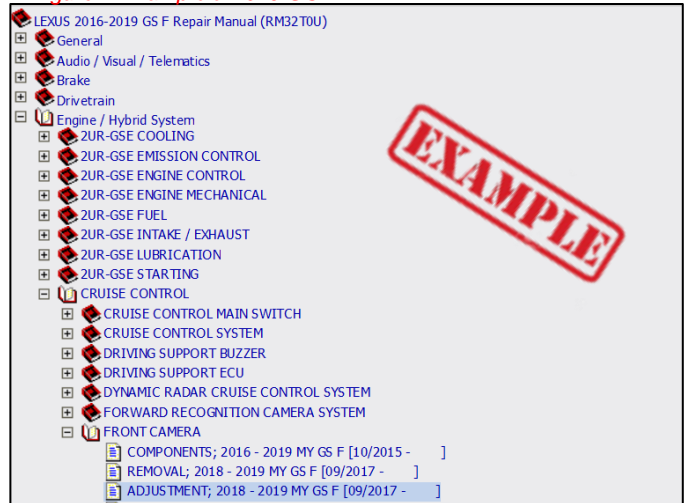 LEXUS 2016-2019 GS F Repair Manual (RM32T0U)
General
Audio / Visual / Telematics
Brake
Drivetrain
Engine / Hybrid System
2UR-GSE COOLING
2UR-GSE EMISSION CONTROL
2UR-GSE ENGINE CONTROL
2UR-GSE ENGINE MECHANICAL
2UR-GSE FUEL
2UR-GSE INTAKE / EXHAUST
2UR-GSE LUBRICATION
2UR-GSE STARTING
CRUISE CONTROL
CRUISE CONTROL MAIN SWITCH
CRUISE CONTROL SYSTEM
DRIVING SUPPORT BUZZER
DRIVING SUPPORT ECU
DYNAMIC RADAR CRUISE CONTROL SYSTEM
FORWARD RECOGNITION CAMERA SYSTEM
FRONT CAMERA
COMPONENTS; 2016 - 2019 MY GS F [10/2015 -     ]
REMOVAL; 2018 - 2019 MY GS F [09/2017 -     ]
ADJUSTMENT; 2018 - 2019 MY GS F [09/2017 -     ]
EXAMPLE